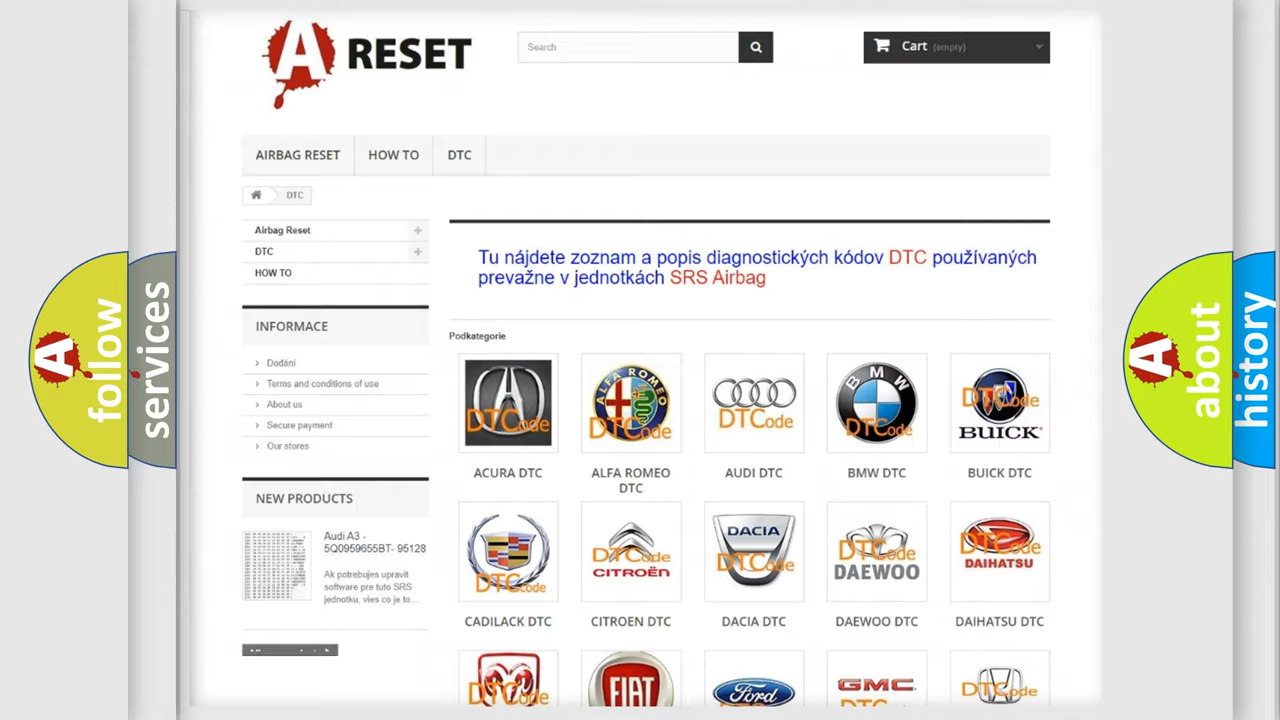 A RESET
Search
Cart (empty)
AIRBAG RESET
HOW TO
DTC
DTC
Airbag Reset
DTC
HOW TO
INFORMACE
Dodání
Terms and conditions of use
About us
Secure payment
Our stores
NEW PRODUCTS
Audi A3 -
5Q0959655BT- 95128
Ak potrebujes upravit
software pre tuto SRS
jednotku, vies co je to...
Tu nájdete zoznam a popis diagnostických kódov DTC používaných
prevažne v jednotkách SRS Airbag
Podkategorie
DTCode
ALFA ROMEO
DTCode
DTCode
BMW
DTCode
DTCode
BUICK
ACURA DTC
ALFA ROMEO
DTC
AUDI DTC
BMW DTC
BUICK DTC
DTCode
DTCode
CITROËN
DACIA
DTCode
DTCode
DAEWOO
DTCode
DAIHATSU
CADILACK DTC
CITROEN DTC
DACIA DTC
DAEWOO DTC
DAIHATSU DTC
DTCode
FIAT
Ford
GMC
DTCode
A follow
services
A about
history